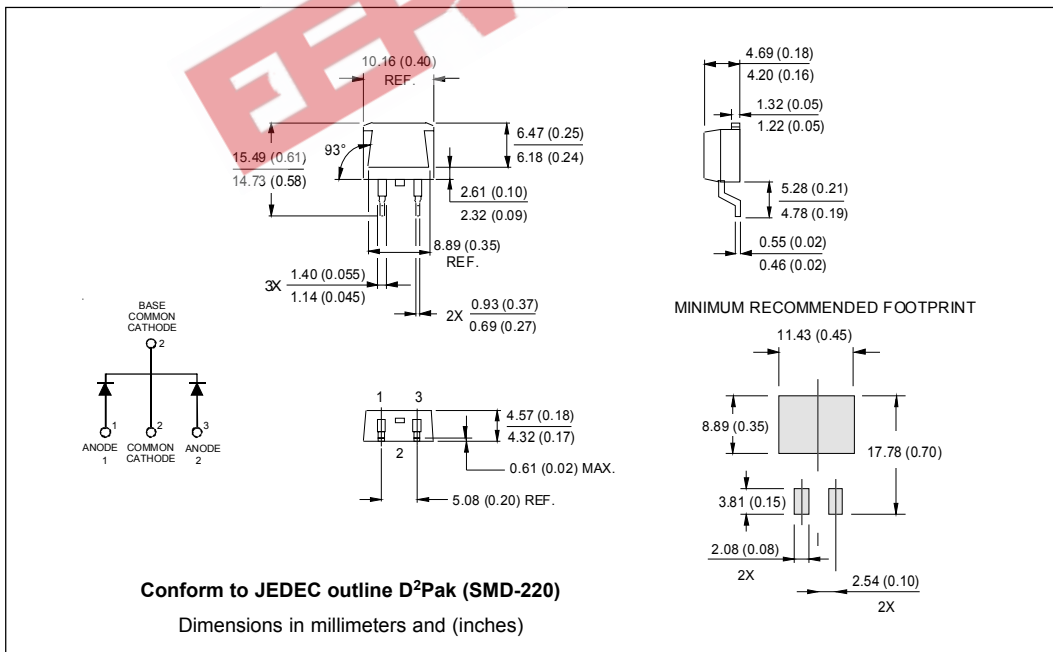 10.16 (0.40)
REF.
15.49 (0.61)
14.73 (0.58)
93°
6.47 (0.25)
6.18 (0.24)
2.61 (0.10)
2.32 (0.09)
8.89 (0.35)
REF.
3X 1.40 (0.055)
1.14 (0.045)
2X 0.93 (0.37)
0.69 (0.27)
4.69 (0.18)
4.20 (0.16)
1.32 (0.05)
1.22 (0.05)
5.28 (0.21)
4.78 (0.19)
0.55 (0.02)
0.46 (0.02)
BASE
COMMON
CATHODE
2
1
2
3
ANODE
1
COMMON
CATHODE
ANODE
2
1 3
2
4.57 (0.18)
4.32 (0.17)
0.61 (0.02) MAX.
5.08 (0.20) REF.
MINIMUM RECOMMENDED FOOTPRINT
11.43 (0.45)
8.89 (0.35)
17.78 (0.70)
3.81 (0.15)
2.08 (0.08)
2X
2.54 (0.10)
2X
Conform to JEDEC outline D²Pak (SMD-220)
Dimensions in millimeters and (inches)